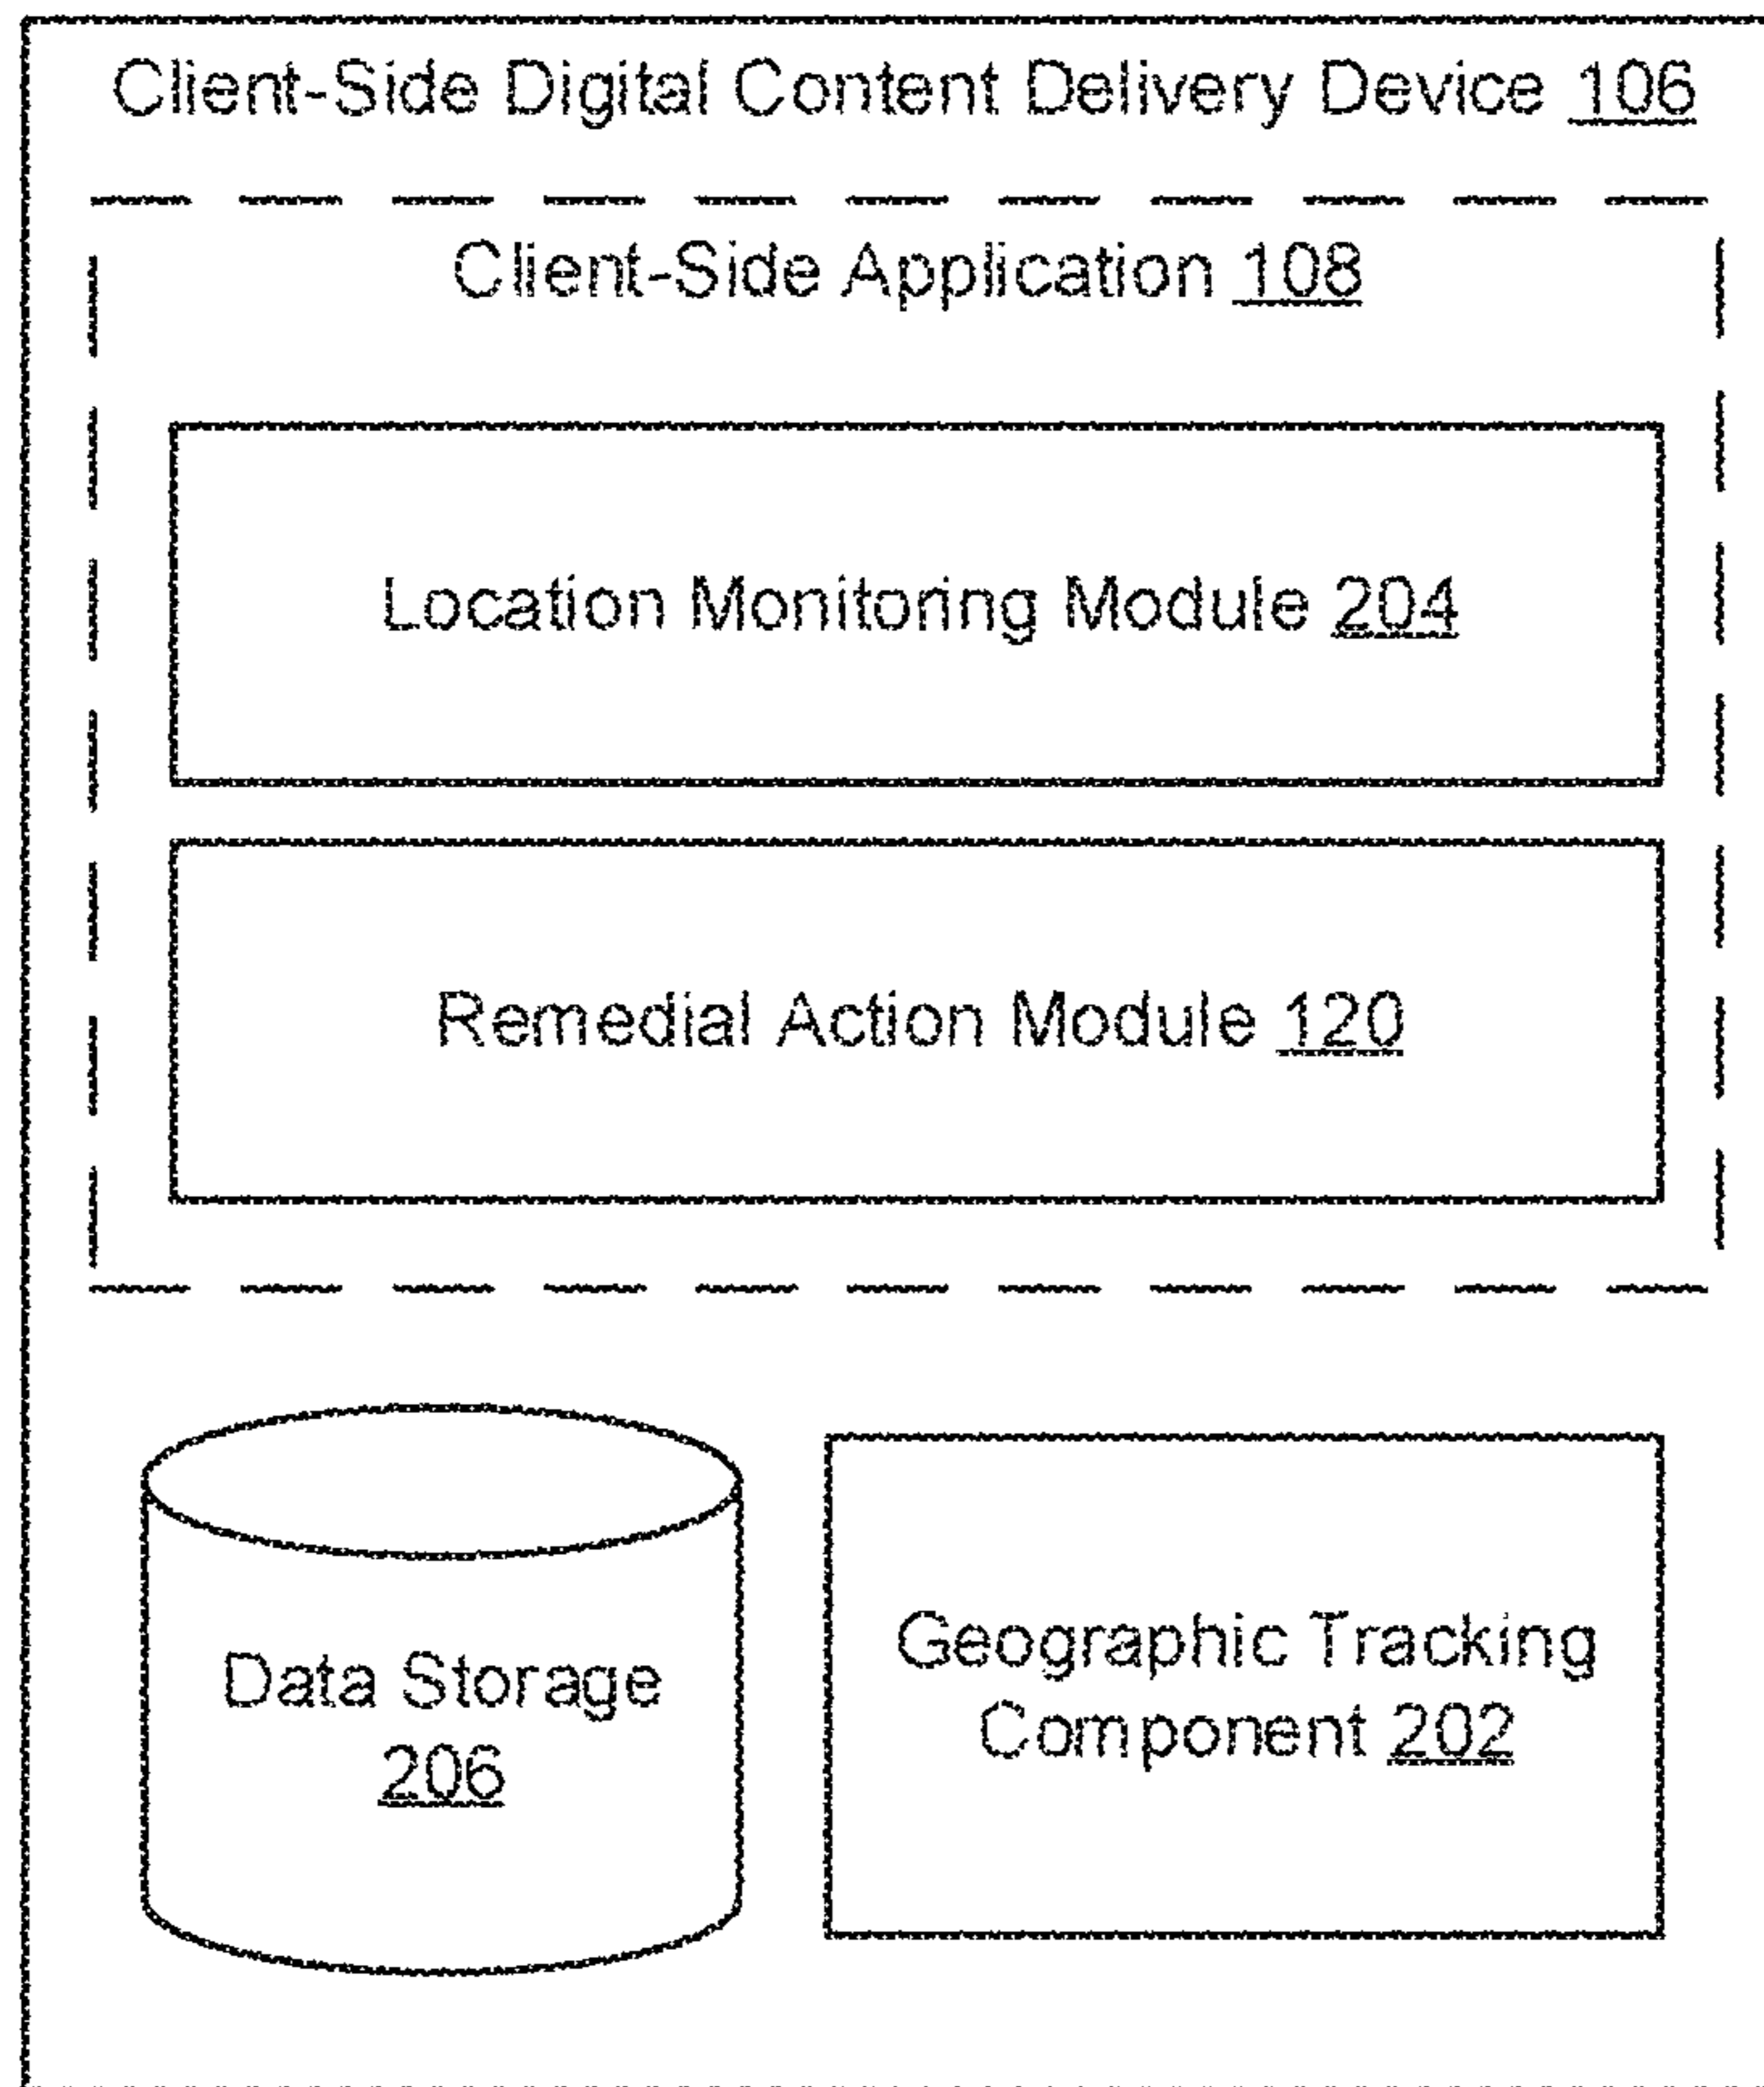 Client-Side Digital Content Delivery Device 106
Client-Side Application 108
Location Monitoring Module 204
Remedial Action Module 120
Data Storage
206
Geographic Tracking
Component 202